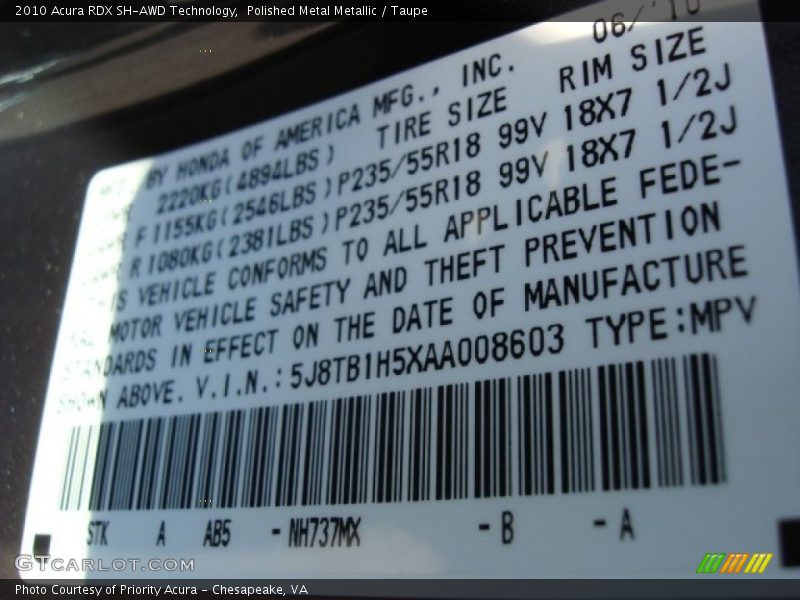 2010 Acura RDX SH-AWD Technology, Polished Metal Metallic / Taupe
06/'10
BY HONDA OF AMERICA MFG., INC.
2220KG(4894LBS) TIRE SIZE RIM SIZE
F 1155KG(2546LBS)P235/55R18 99V 18X7 1/2J
R 1080KG(2381LBS)P235/55R18 99V 18X7 1/2J
THIS VEHICLE CONFORMS TO ALL APPLICABLE FEDE-
RAL MOTOR VEHICLE SAFETY AND THEFT PREVENTION
STANDARDS IN EFFECT ON THE DATE OF MANUFACTURE
SHOWN ABOVE. V.I.N.:5J8TB1H5XAA008603 TYPE:MPV
STK A AB5 -NH737MX -B -A
GTCARLOT.COM
Photo Courtesy of Priority Acura - Chesapeake, VA